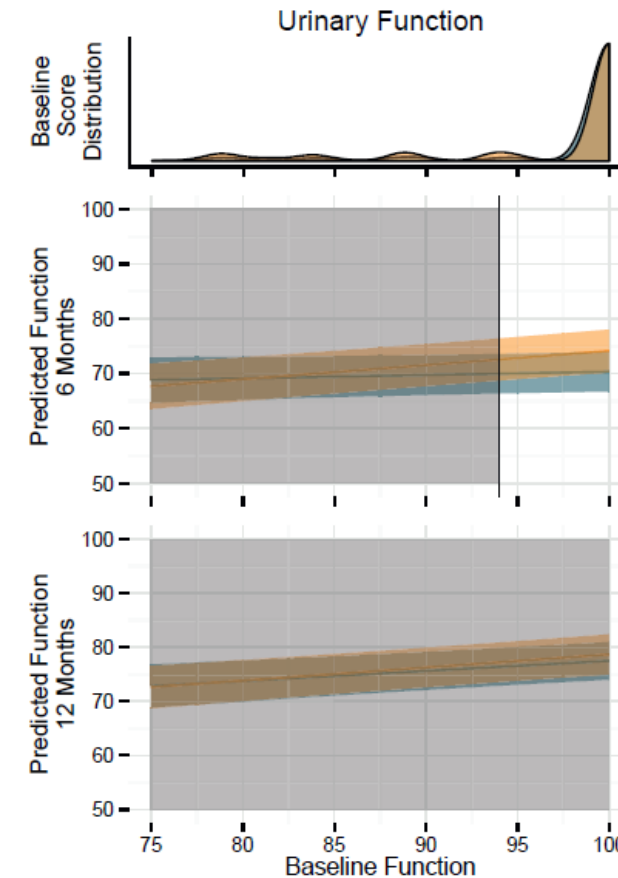 Urinary Function
Baseline
Score
Distribution
Predicted Function
6 Months
100
90
80
70
60
50
Predicted Function
12 Months
100
90
80
70
60
50
75 80 85 90 95 100
Baseline Function